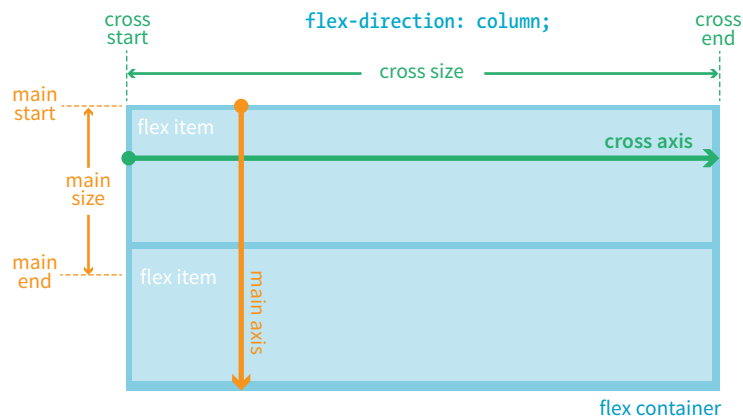 cross
start
flex-direction: column;
cross
end
cross size
main
start
flex item
cross axis
main
size
main
end
flex item
main axis
flex container